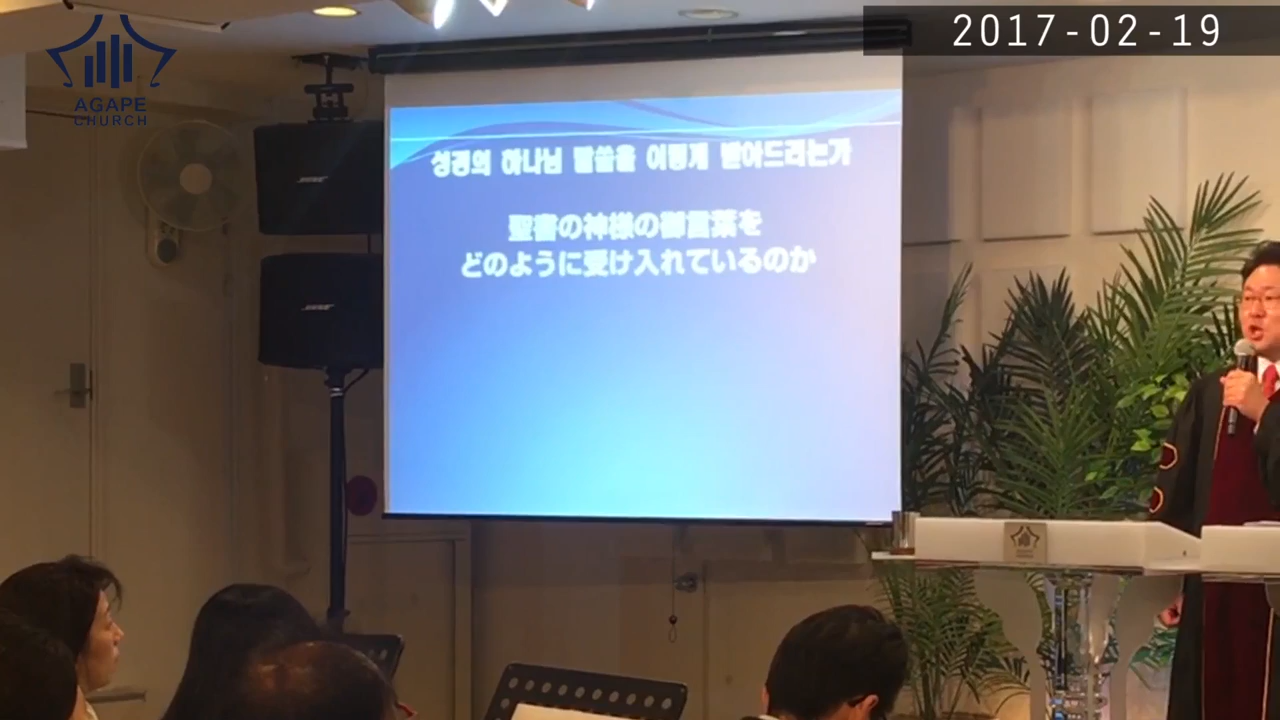 AGAPE
CHURCH
2017-02-19
성경의 하나님 말씀을 어떻게 받아드리는가
聖書の神様の御言葉を
どのように受け入れているのか